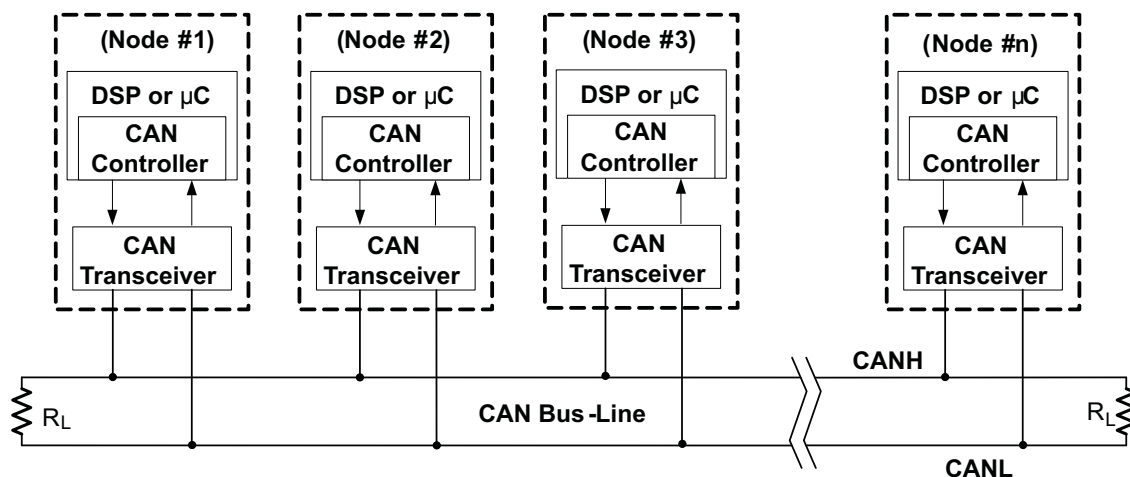 (Node #1)
(Node #2)
(Node #3)
(Node #n)
DSP or µC
DSP or µC
DSP or µC
DSP or µC
CAN
Controller
CAN
Controller
CAN
Controller
CAN
Controller
CAN
Transceiver
CAN
Transceiver
CAN
Transceiver
CAN
Transceiver
CANH
RL
CAN Bus-Line
RL
CANL